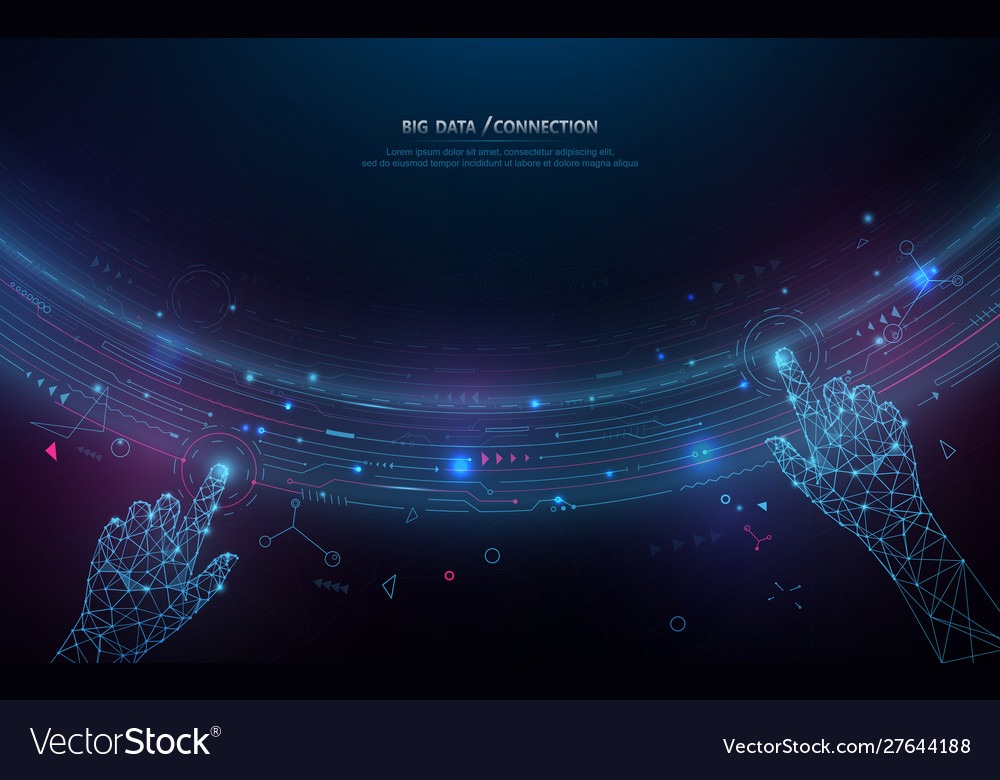 BIG DATA /CONNECTION
Lorem ipsum dolor sit amet, consectetur adipiscing elit,
sed do eiusmod tempor incididunt ut labore et dolore magna aliqua
VectorStock®
VectorStock.com/27644188